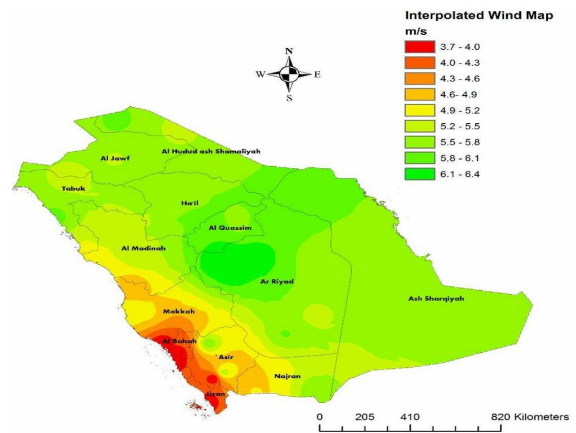 Interpolated Wind Map
m/s
3.7 - 4.0
4.0 - 4.3
4.3 - 4.6
4.6- 4.9
4.9 - 5.2
5.2 - 5.5
5.5 - 5.8
5.8 - 6.1
6.1 - 6.4
N
W
E
S
Al Hudud ash Shamaliyah
Al Jawf
Tabuk
Ha'il
Al Quassim
Al Madinah
Ar Riyad
Ash Sharqiyah
Makkah
Al Bahah
Asir
Najran
Jizan
0 205 410 820 Kilometers